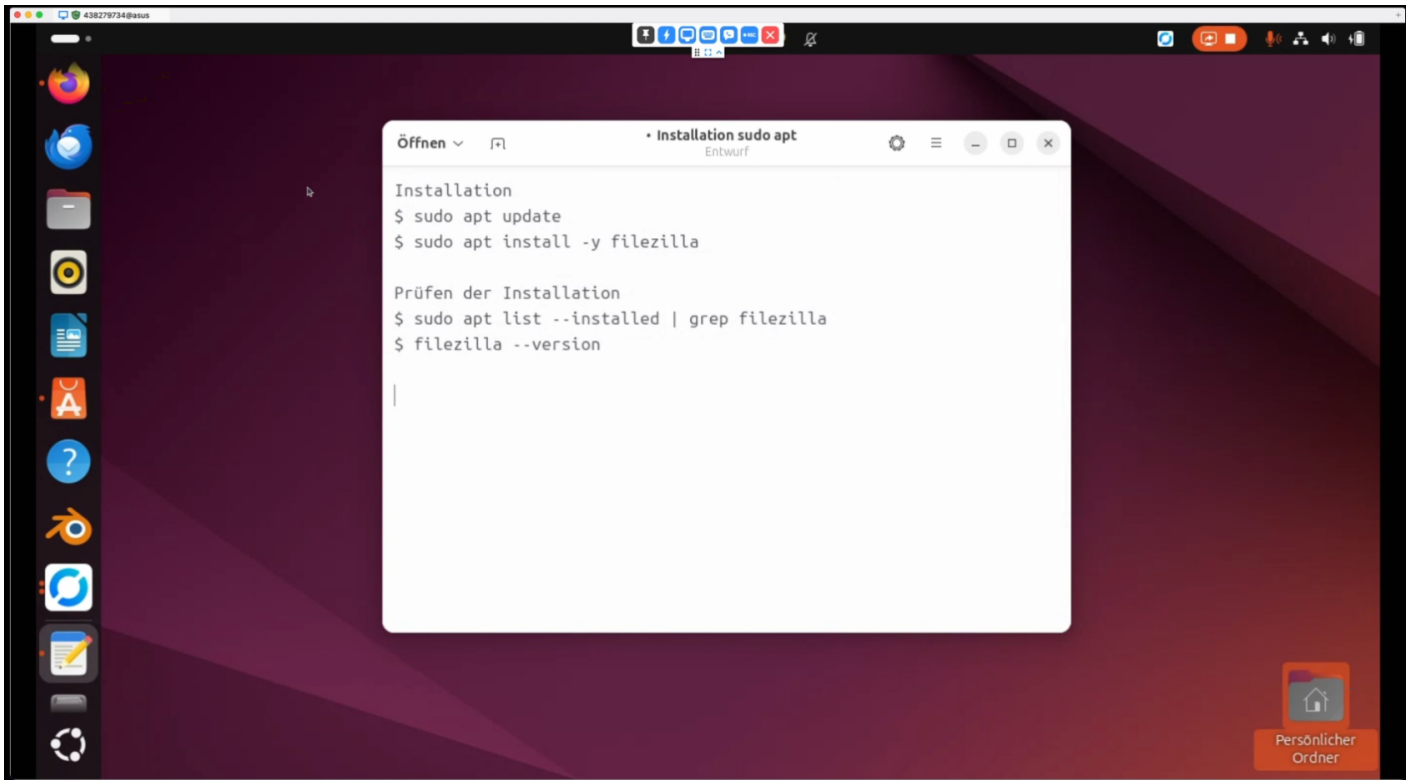 438279734@asus
Öffnen
• Installation sudo apt
Entwurf
Installation
$ sudo apt update
$ sudo apt install -y filezilla
Prüfen der Installation
$ sudo apt list --installed | grep filezilla
$ filezilla --version
Persönlicher
Ordner